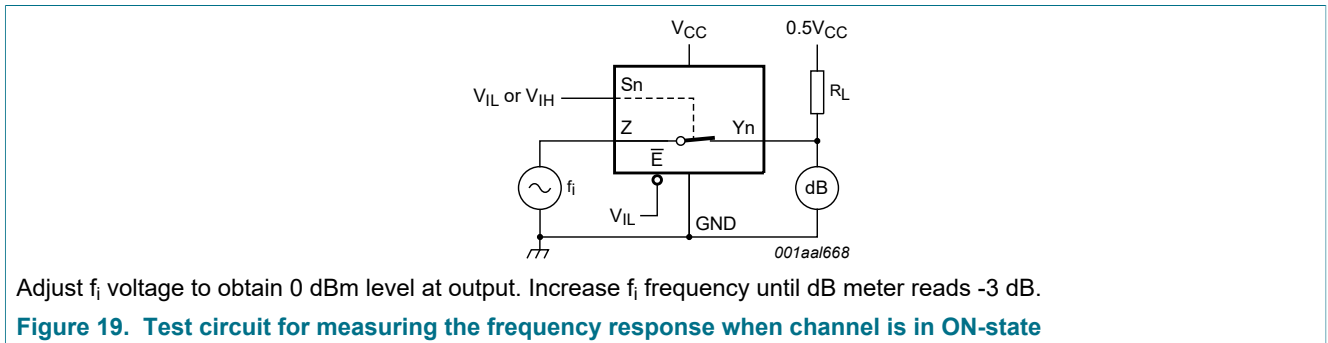 VCC
0.5VCC
Sn
RL
VIL or VIH
Z
Yn
E
fi
dB
VIL
GND
001aal668
Adjust fi voltage to obtain 0 dBm level at output. Increase fi frequency until dB meter reads -3 dB.
Figure 19. Test circuit for measuring the frequency response when channel is in ON-state